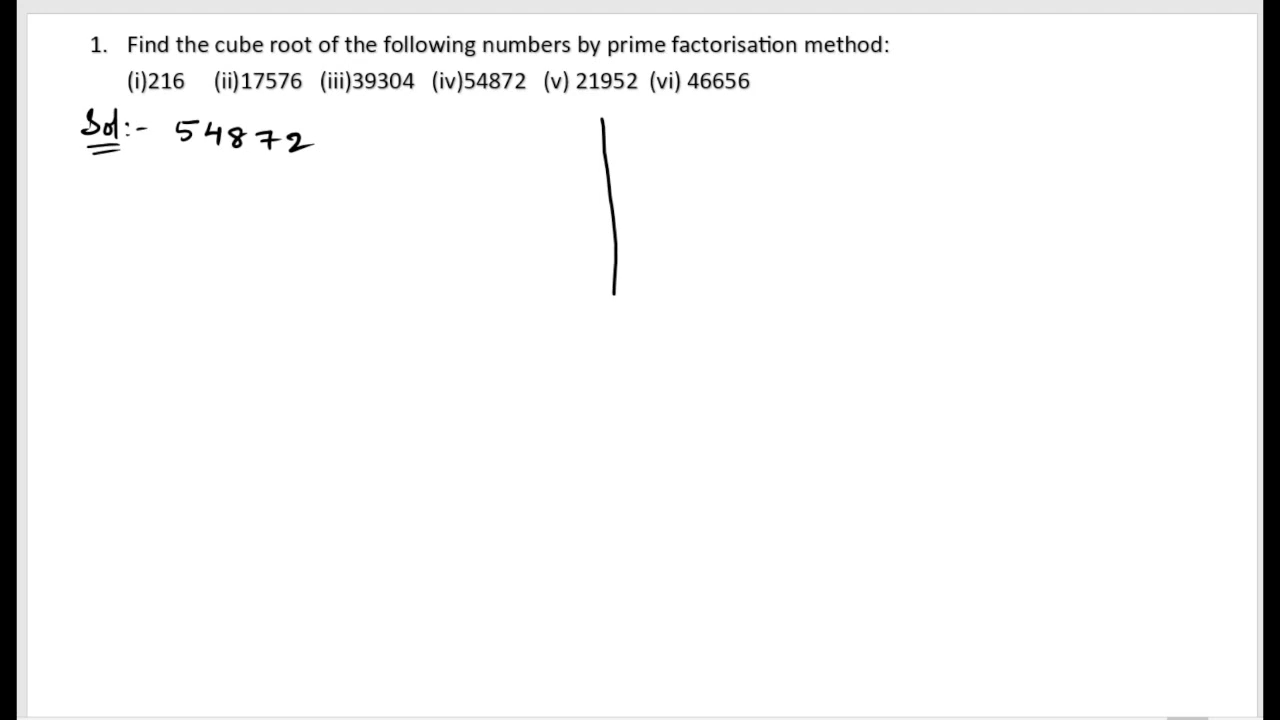 1. Find the cube root of the following numbers by prime factorisation method:
(i)216 (ii)17576 (iii)39304 (iv)54872 (v) 21952 (vi) 46656
Sol:- 54872